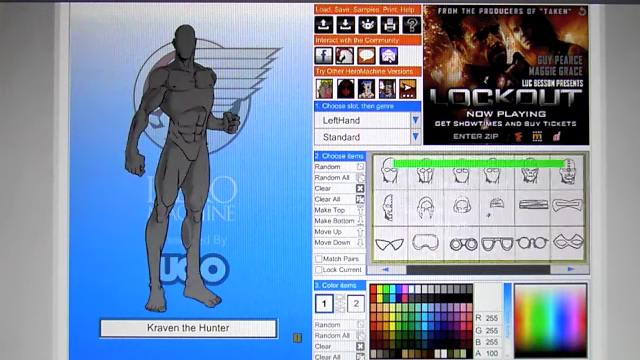 Load, Save, Samples, Print, Help
Interact with the Community
Try Other HeroMachine Versions
1. Choose slot, then genre
LeftHand
Standard
FROM THE PRODUCERS OF "TAKEN"
GUY PEARCE
MAGGIE GRACE
LUC BESSON PRESENTS
LOCKOUT
NOW PLAYING
GET SHOWTIMES AND BUY TICKETS
ENTER ZIP
2. Choose items
Random
Random All
Clear
Clear All
Make Top
Make Bottom
Move Up
Move Down
Match Pairs
Lock Current
3. Color items
1 2
Random
Random All
Clear
Clear All
R 255
G 255
B 255
A 100
HERO
MACHINE
Powered By
UGO
Kraven the Hunter